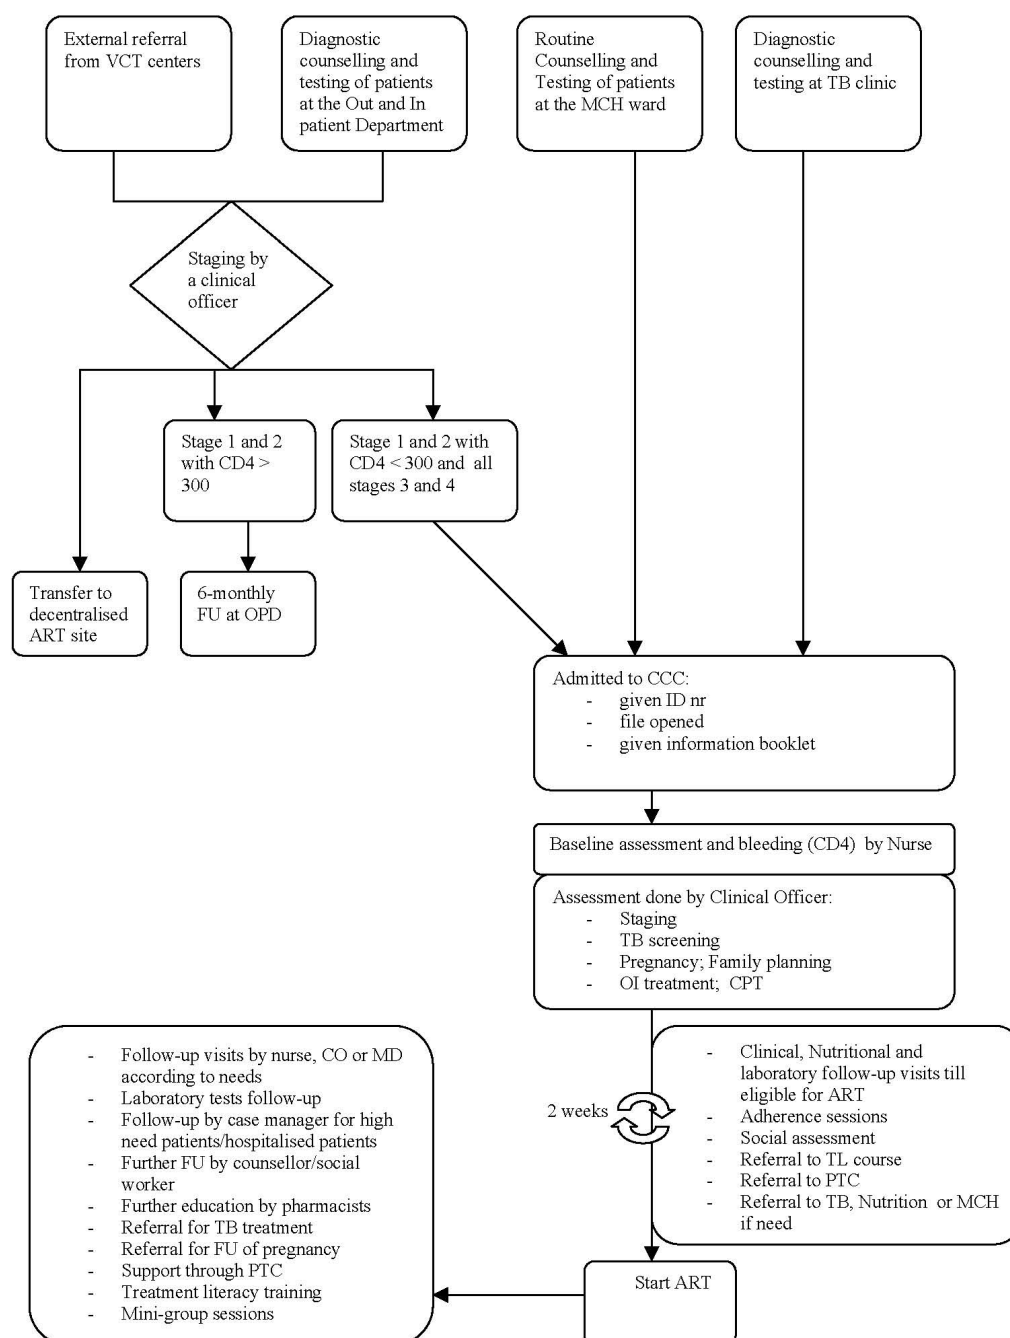 External referral
from VCT centers
Diagnostic
counselling and
testing of patients
at the Out and In
patient Department
Routine
Counselling and
Testing of patients
at the MCH ward
Diagnostic
counselling and
testing at TB clinic
Staging by
a clinical
officer
Stage 1 and 2
with CD4 >
300
Stage 1 and 2 with
CD4 < 300 and all
stages 3 and 4
Transfer to
decentralised
ART site
6-monthly
FU at OPD
Admitted to CCC:
- given ID nr
- file opened
- given information booklet
Baseline assessment and bleeding (CD4) by Nurse
Assessment done by Clinical Officer:
- Staging
- TB screening
- Pregnancy; Family planning
- OI treatment; CPT
2 weeks
- Clinical, Nutritional and
laboratory follow-up visits till
eligible for ART
- Adherence sessions
- Social assessment
- Referral to TL course
- Referral to PTC
- Referral to TB, Nutrition or MCH
if need
Start ART
- Follow-up visits by nurse, CO or MD
according to needs
- Laboratory tests follow-up
- Follow-up by case manager for high
need patients/hospitalised patients
- Further FU by counsellor/social
worker
- Further education by pharmacists
- Referral for TB treatment
- Referral for FU of pregnancy
- Support through PTC
- Treatment literacy training
- Mini-group sessions